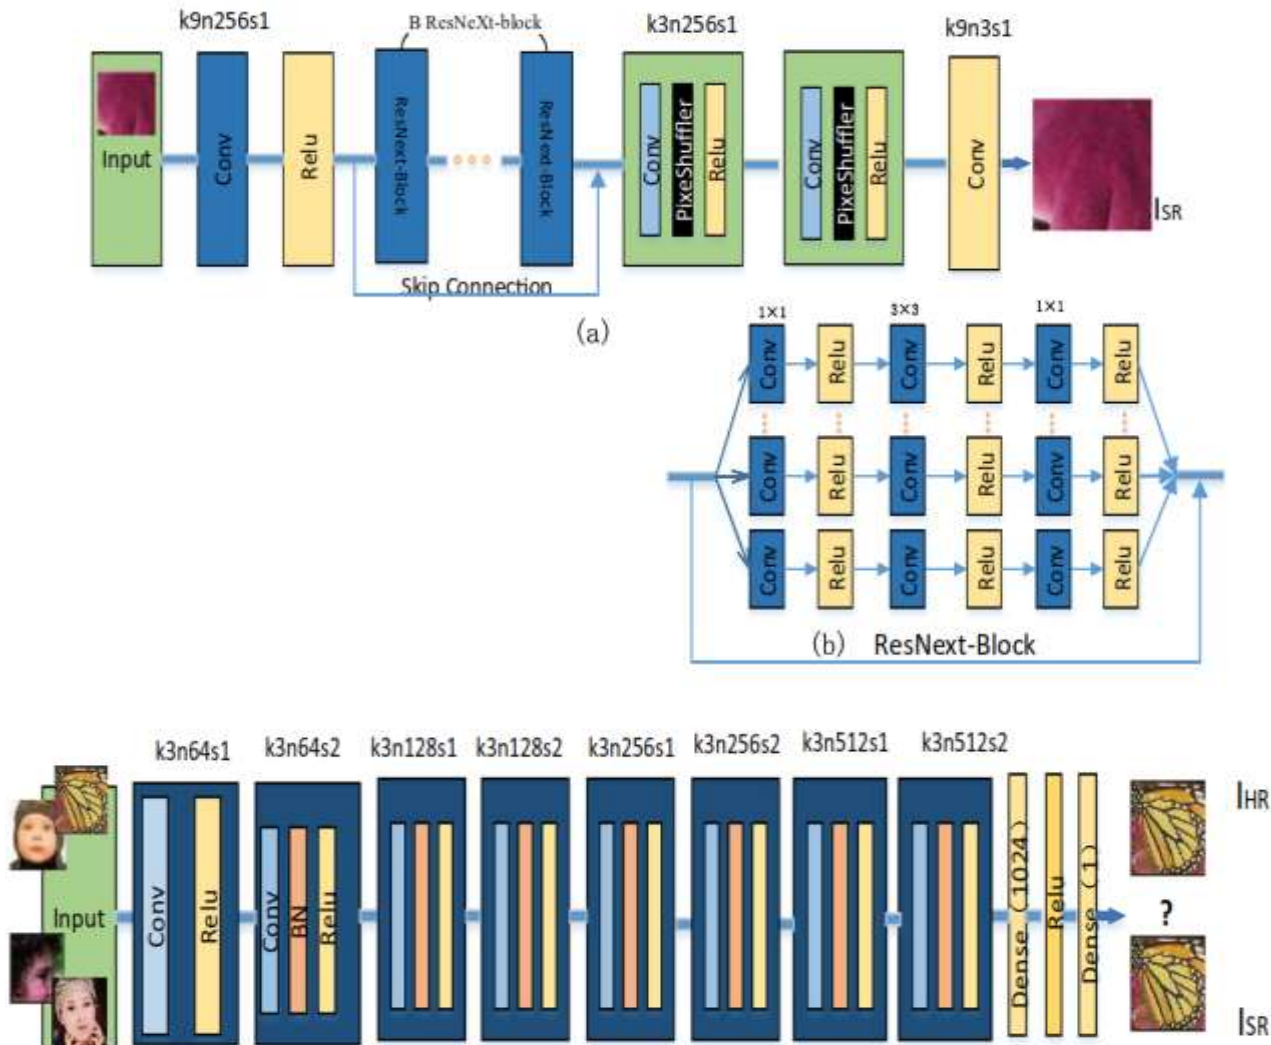 k9n256s1
B ResNeXt-block
k3n256s1
k9n3s1
Input
Conv
Relu
ResNext-Block
ResNext-Block
Conv
PixeShuffler
Relu
Conv
PixeShuffler
Relu
Conv
ISR
Skip Connection
(a)
1×1
3×3
1×1
Conv
Relu
Conv
Relu
Conv
Relu
Conv
Relu
Conv
Relu
Conv
Relu
Conv
Relu
Conv
Relu
Conv
Relu
(b) ResNext-Block
k3n64s1
k3n64s2
k3n128s1
k3n128s2
k3n256s1
k3n256s2
k3n512s1
k3n512s2
Input
Conv
Relu
Conv
BN
Relu
Dense (1024)
Relu
Dense (1)
IHR
?
ISR